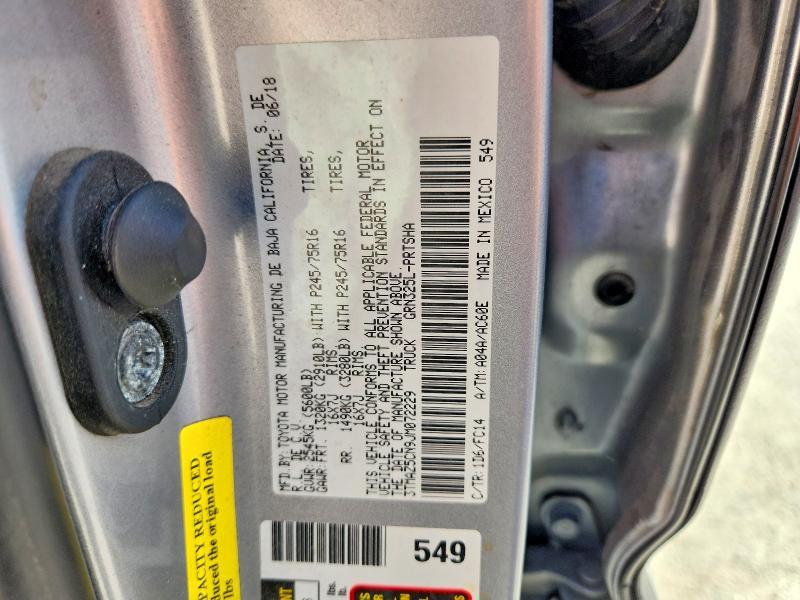 MFD.BY:TOYOTA MOTOR MANUFACTURING DE BAJA CALIFORNIA, S. DE
R.L. DE C.V. DATE: 06/18
GVWR: 2545KG (5600LB)
GAWR:FRT. 1320KG (2910LB) WITH P245/75R16 TIRES,
16X7J RIMS
RR. 1490KG (3280LB) WITH P245/75R16 TIRES,
16X7J RIMS
THIS VEHICLE CONFORMS TO ALL APPLICABLE FEDERAL MOTOR
VEHICLE SAFETY AND THEFT PREVENTION STANDARDS IN EFFECT ON
THE DATE OF MANUFACTURE SHOWN ABOVE.
3TMAZ5CN9JM072229 TRUCK GRN325L-PRTSHA
C/TR: 1D6/FC14 A/TM: A04A/AC60E MADE IN MEXICO 549
PACITY REDUCED
duced the original load
lbs
549